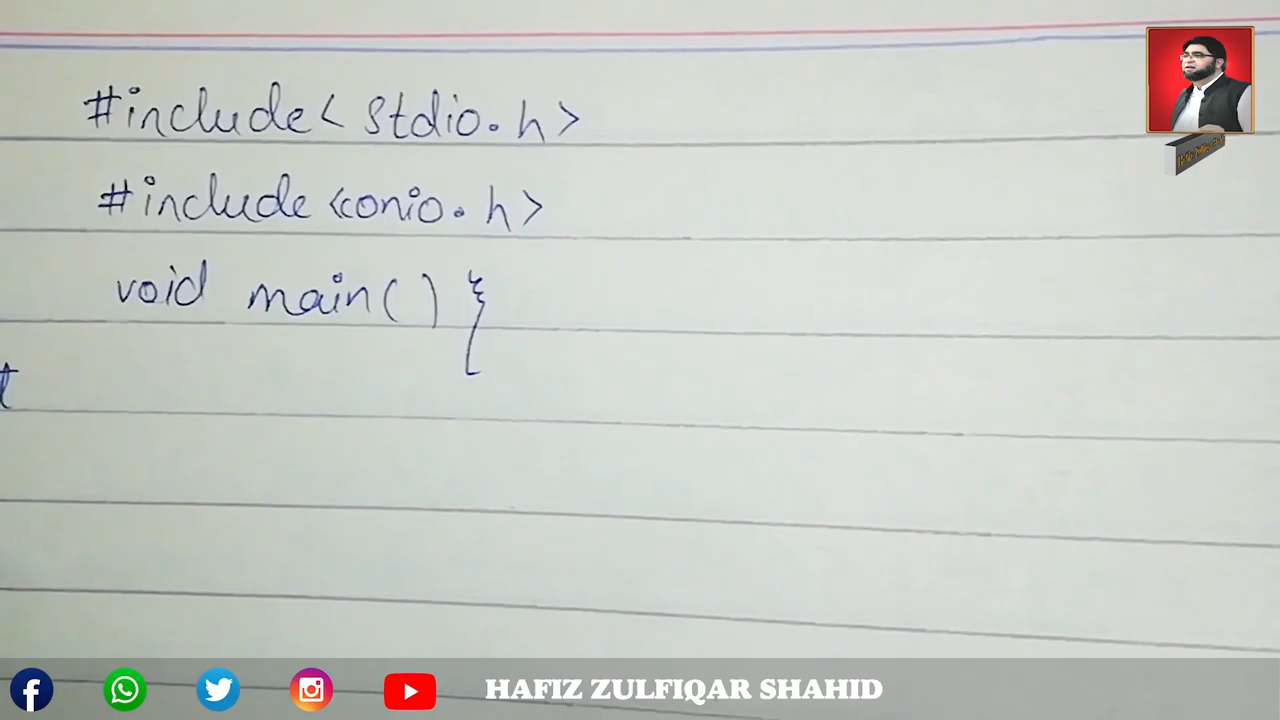 #include< stdio.h>
#include <conio.h>
void main() {
t
HAFIZ ZULFIQAR SHAHID